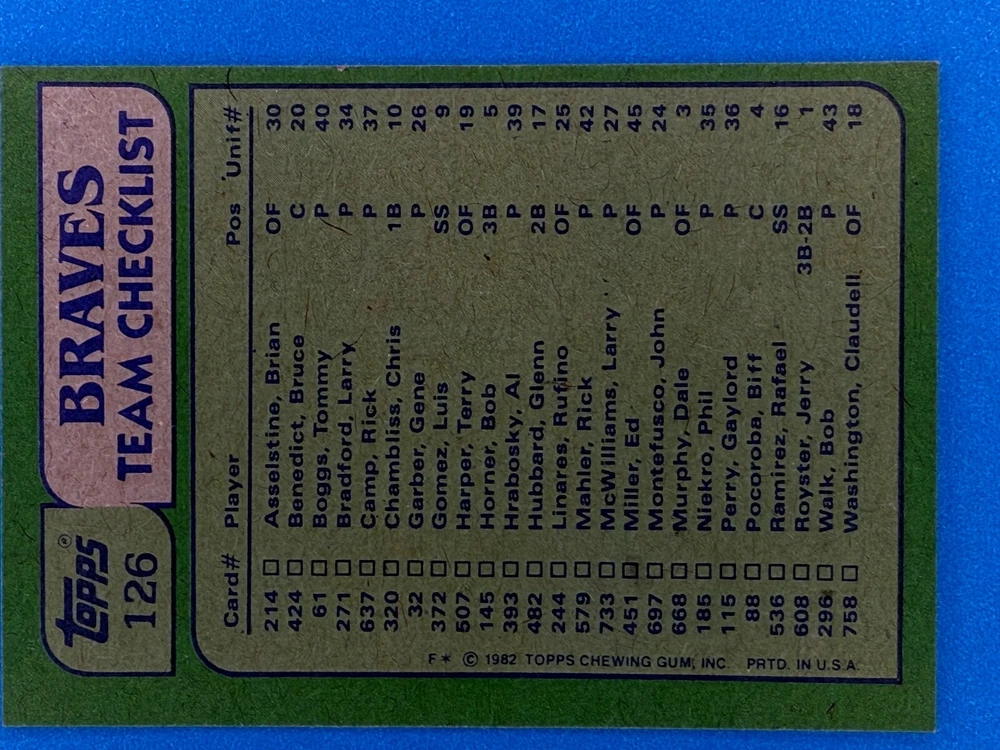 TOPPS®
126
BRAVES
TEAM CHECKLIST
Card# Player Pos Unif#
214 □ Asselstine, Brian OF 30
424 □ Benedict, Bruce C 20
61 □ Boggs, Tommy P 40
271 □ Bradford, Larry P 34
637 □ Camp, Rick P 37
320 □ Chambliss, Chris 1B 10
32 □ Garber, Gene P 26
372 □ Gomez, Luis SS 9
507 □ Harper, Terry OF 19
145 □ Horner, Bob 3B 5
393 □ Hrabosky, Al P 39
482 □ Hubbard, Glenn 2B 17
244 □ Linares, Rufino OF 25
579 □ Mahler, Rick P 42
733 □ McWilliams, Larry P 27
451 □ Miller, Ed OF 45
697 □ Montefusco, John P 24
668 □ Murphy, Dale OF 3
185 □ Niekro, Phil P 35
115 □ Perry, Gaylord P 36
88 □ Pocoroba, Biff C 4
536 □ Ramirez, Rafael SS 16
608 □ Royster, Jerry 3B-2B 1
296 □ Walk, Bob P 43
758 □ Washington, Claudell OF 18
F✶ © 1982 TOPPS CHEWING GUM, INC. PRTD. IN U.S.A.